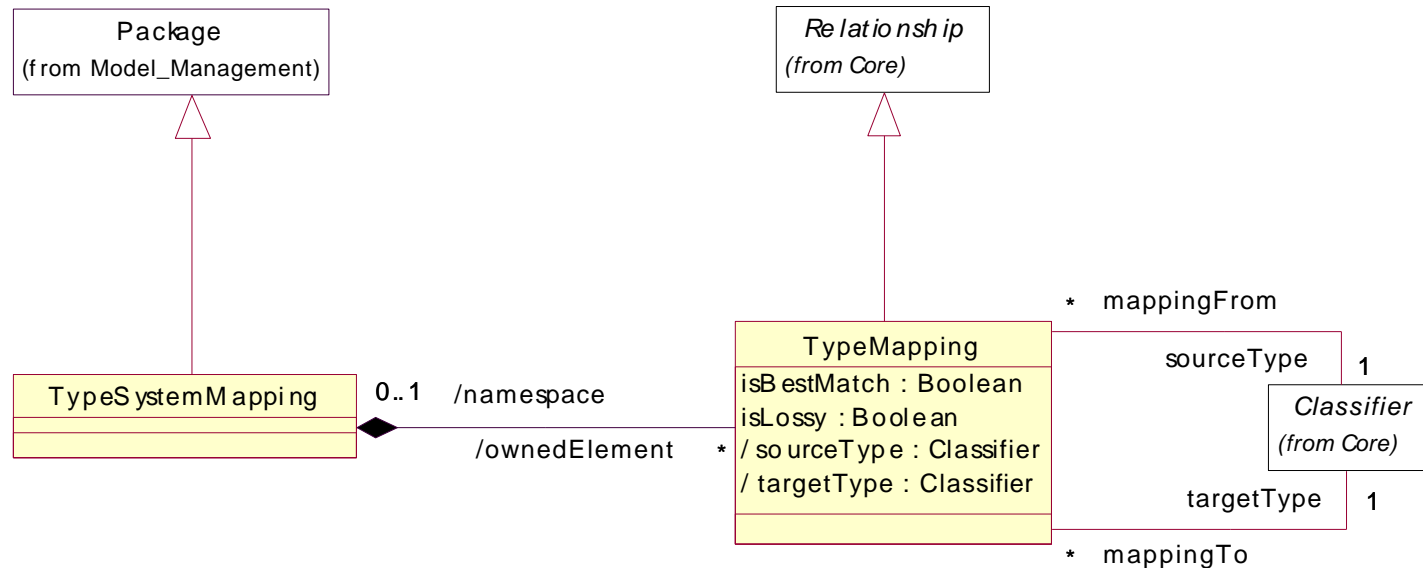 Package
(from Model_Management)
Relationship
(from Core)
* mappingFrom
TypeMapping
sourceType 1
isBestMatch : Boolean
TypeSystemMapping
0..1 /namespace
Classifier
isLossy : Boolean
(from Core)
/ownedElement *
/ sourceType : Classifier
/ targetType : Classifier
targetType 1
* mappingTo